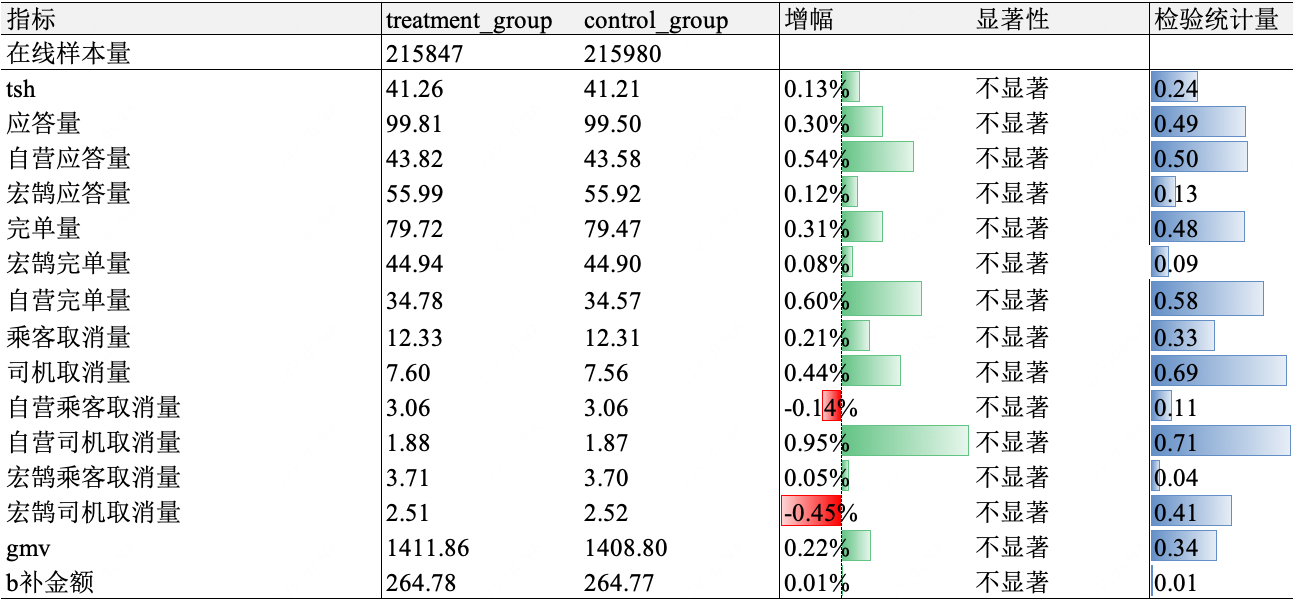 指标 treatment_group control_group 增幅 显著性 检验统计量
在线样本量 215847 215980
tsh 41.26 41.21 0.13% 不显著 0.24
应答量 99.81 99.50 0.30% 不显著 0.49
自营应答量 43.82 43.58 0.54% 不显著 0.50
宏鹄应答量 55.99 55.92 0.12% 不显著 0.13
完单量 79.72 79.47 0.31% 不显著 0.48
宏鹄完单量 44.94 44.90 0.08% 不显著 0.09
自营完单量 34.78 34.57 0.60% 不显著 0.58
乘客取消量 12.33 12.31 0.21% 不显著 0.33
司机取消量 7.60 7.56 0.44% 不显著 0.69
自营乘客取消量 3.06 3.06 -0.14% 不显著 0.11
自营司机取消量 1.88 1.87 0.95% 不显著 0.71
宏鹄乘客取消量 3.71 3.70 0.05% 不显著 0.04
宏鹄司机取消量 2.51 2.52 -0.45% 不显著 0.41
gmv 1411.86 1408.80 0.22% 不显著 0.34
b补金额 264.78 264.77 0.01% 不显著 0.01